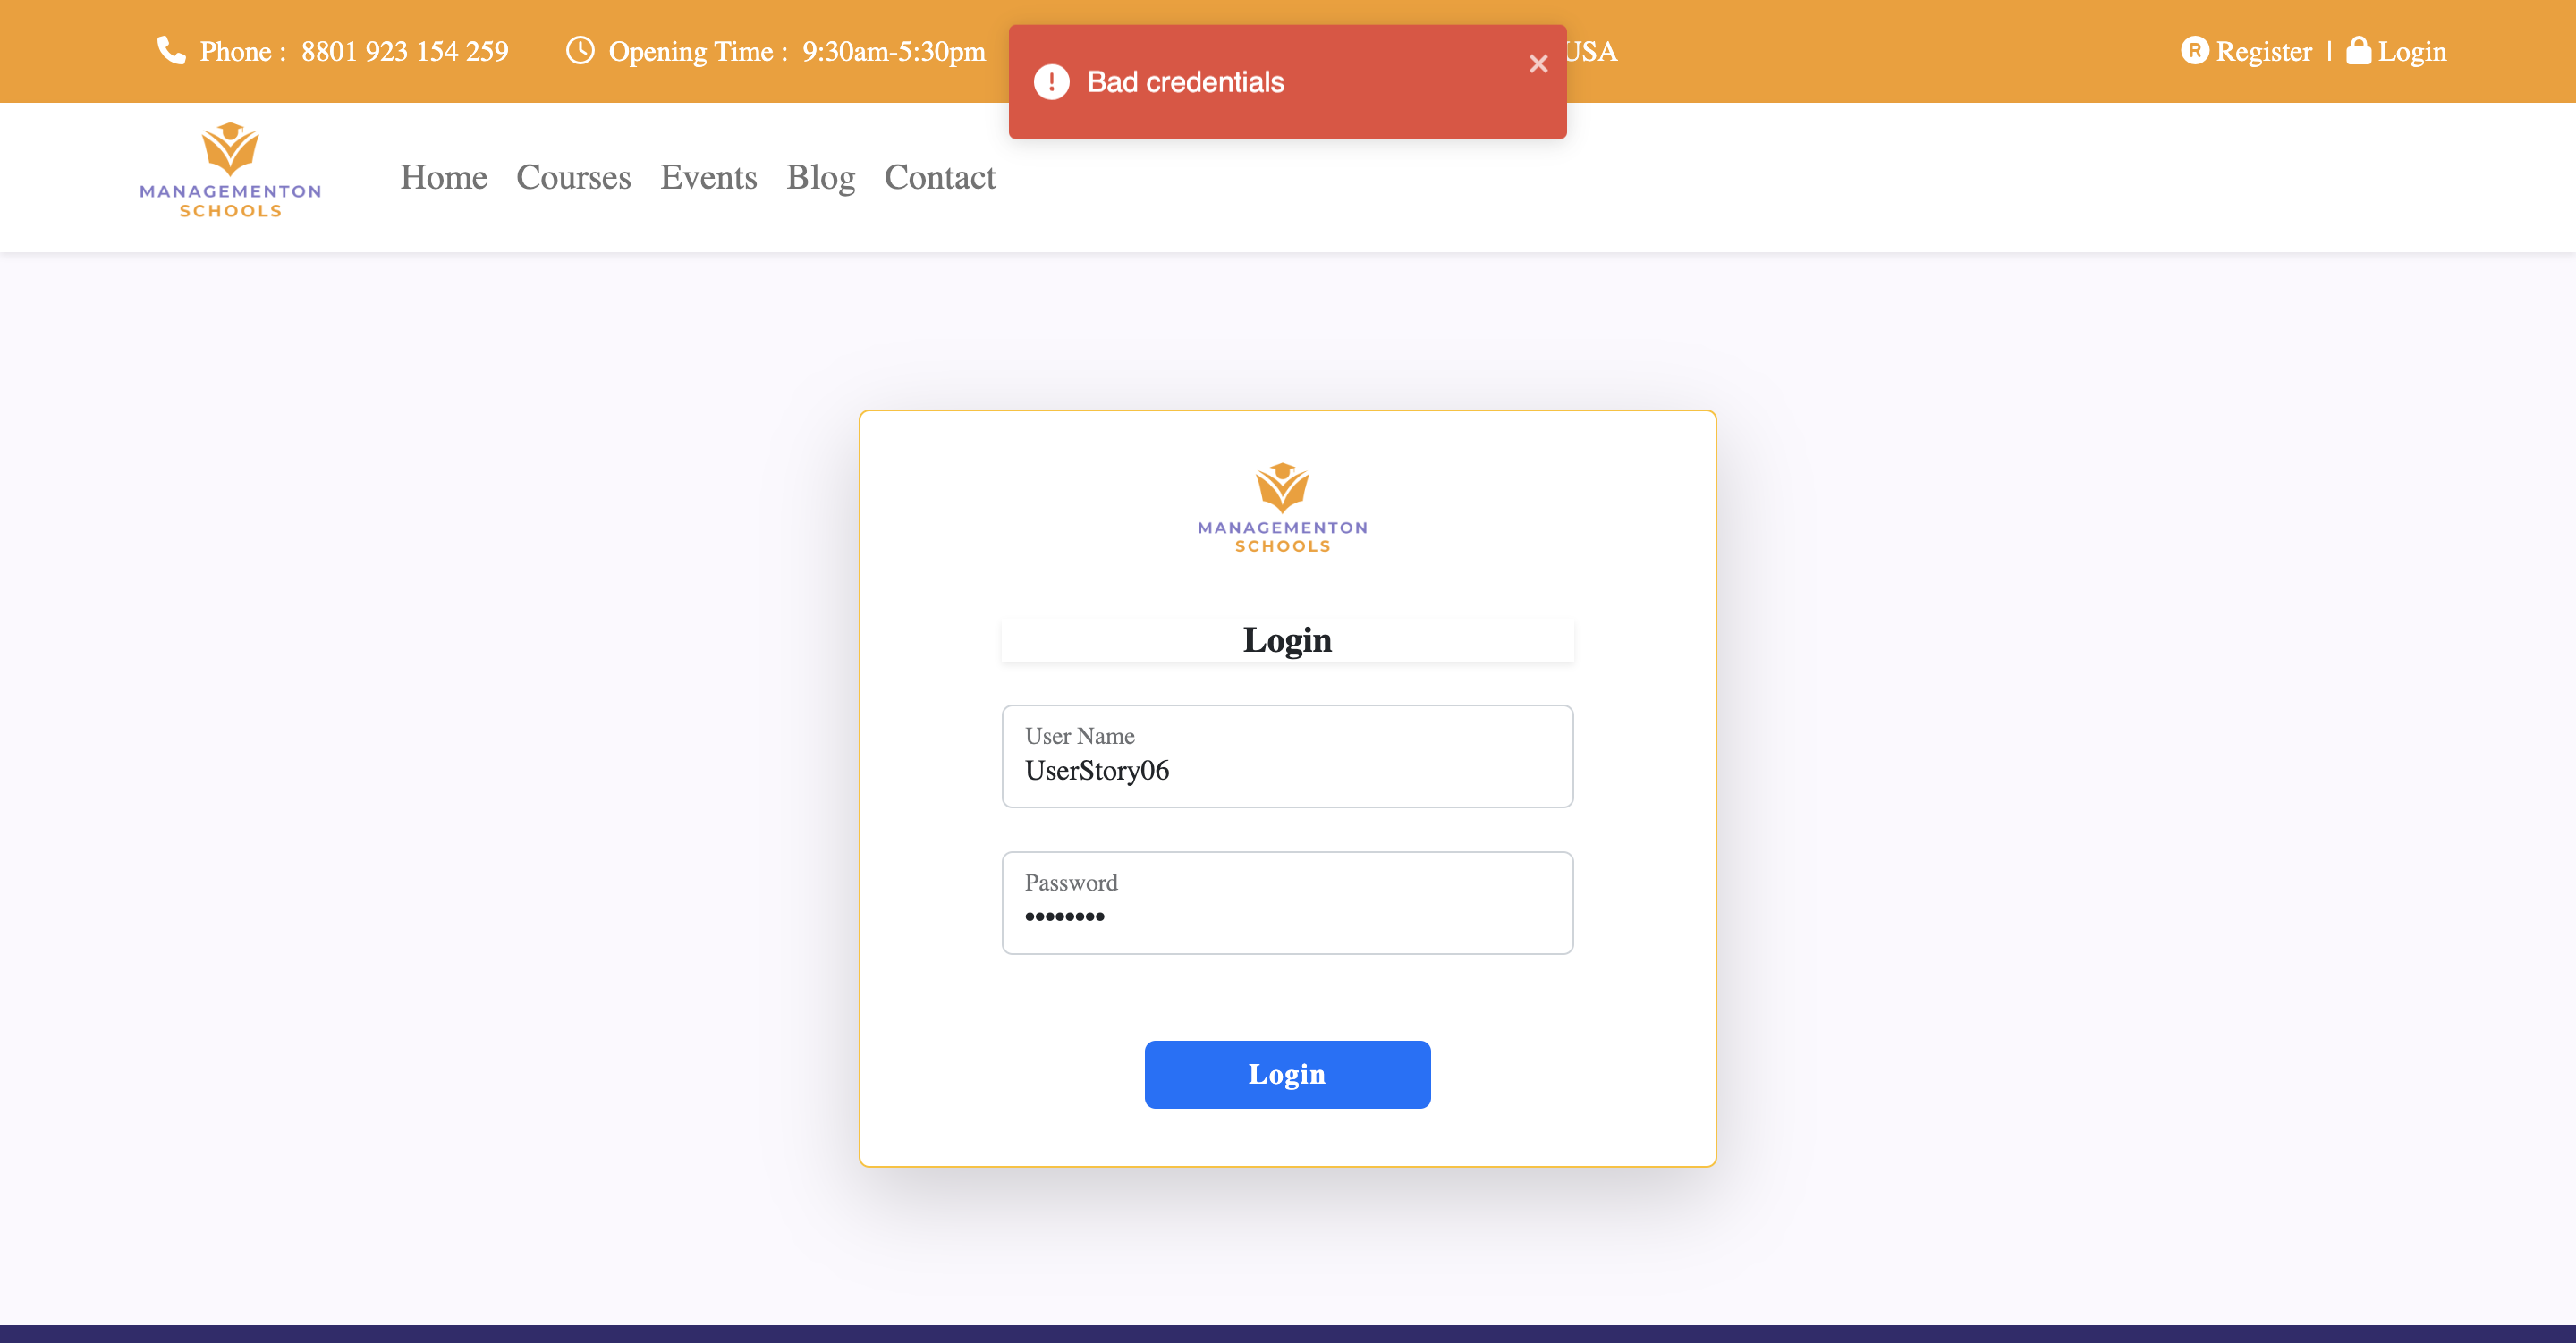 Phone : 8801 923 154 259
Opening Time : 9:30am-5:30pm
USA
Register | Login
Bad credentials
MANAGEMENTON
SCHOOLS
Home Courses Events Blog Contact
MANAGEMENTON
SCHOOLS
Login
User Name
UserStory06
Password
Login